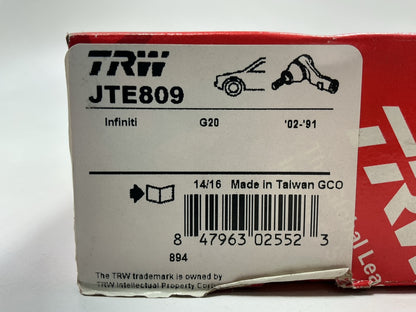 TRW
JTE809
Infiniti G20 '02-'91
14/16 Made in Taiwan GCO
8 47963 02552 3
894
The TRW trademark is owned by
TRW Intellectual Property Corp
TRW